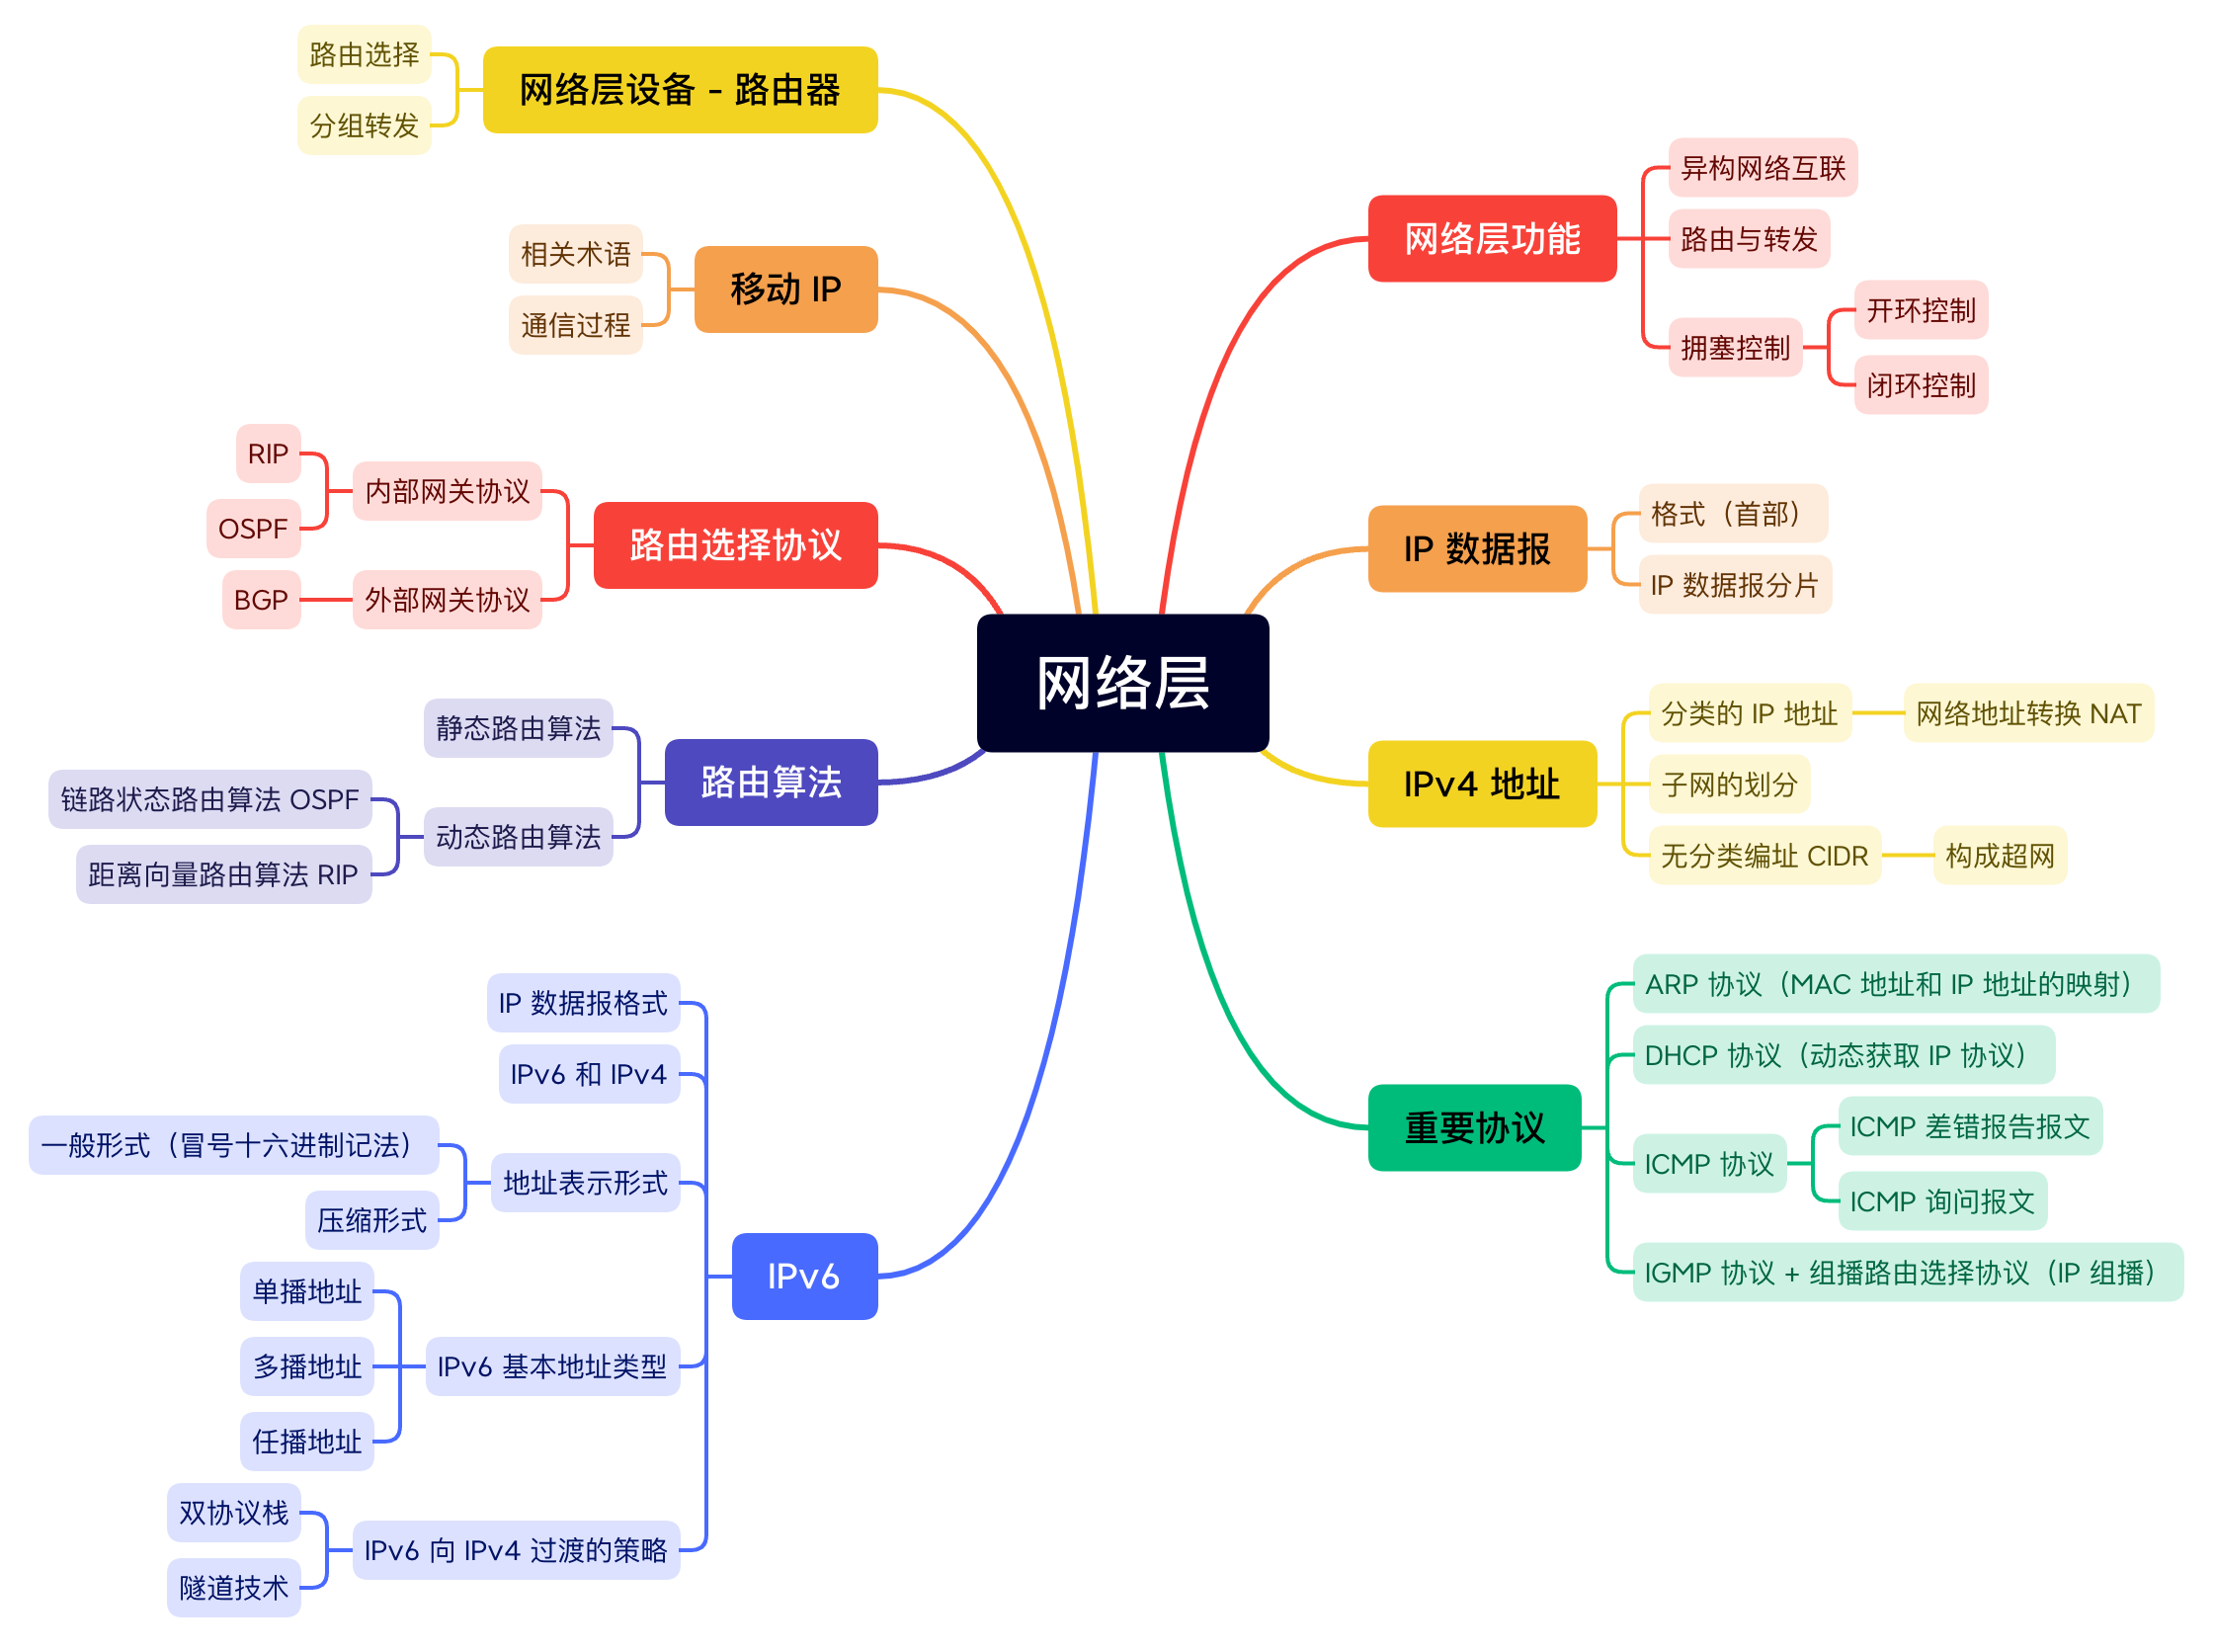 网络层
网络层功能
异构网络互联
路由与转发
拥塞控制
开环控制
闭环控制
IP 数据报
格式（首部）
IP 数据报分片
IPv4 地址
分类的 IP 地址
网络地址转换 NAT
子网的划分
无分类编址 CIDR
构成超网
重要协议
ARP 协议（MAC 地址和 IP 地址的映射）
DHCP 协议（动态获取 IP 协议）
ICMP 协议
ICMP 差错报告报文
ICMP 询问报文
IGMP 协议 + 组播路由选择协议（IP 组播）
网络层设备 - 路由器
路由选择
分组转发
移动 IP
相关术语
通信过程
路由选择协议
内部网关协议
RIP
OSPF
外部网关协议
BGP
路由算法
静态路由算法
动态路由算法
链路状态路由算法 OSPF
距离向量路由算法 RIP
IPv6
IP 数据报格式
IPv6 和 IPv4
地址表示形式
一般形式（冒号十六进制记法）
压缩形式
IPv6 基本地址类型
单播地址
多播地址
任播地址
IPv6 向 IPv4 过渡的策略
双协议栈
隧道技术